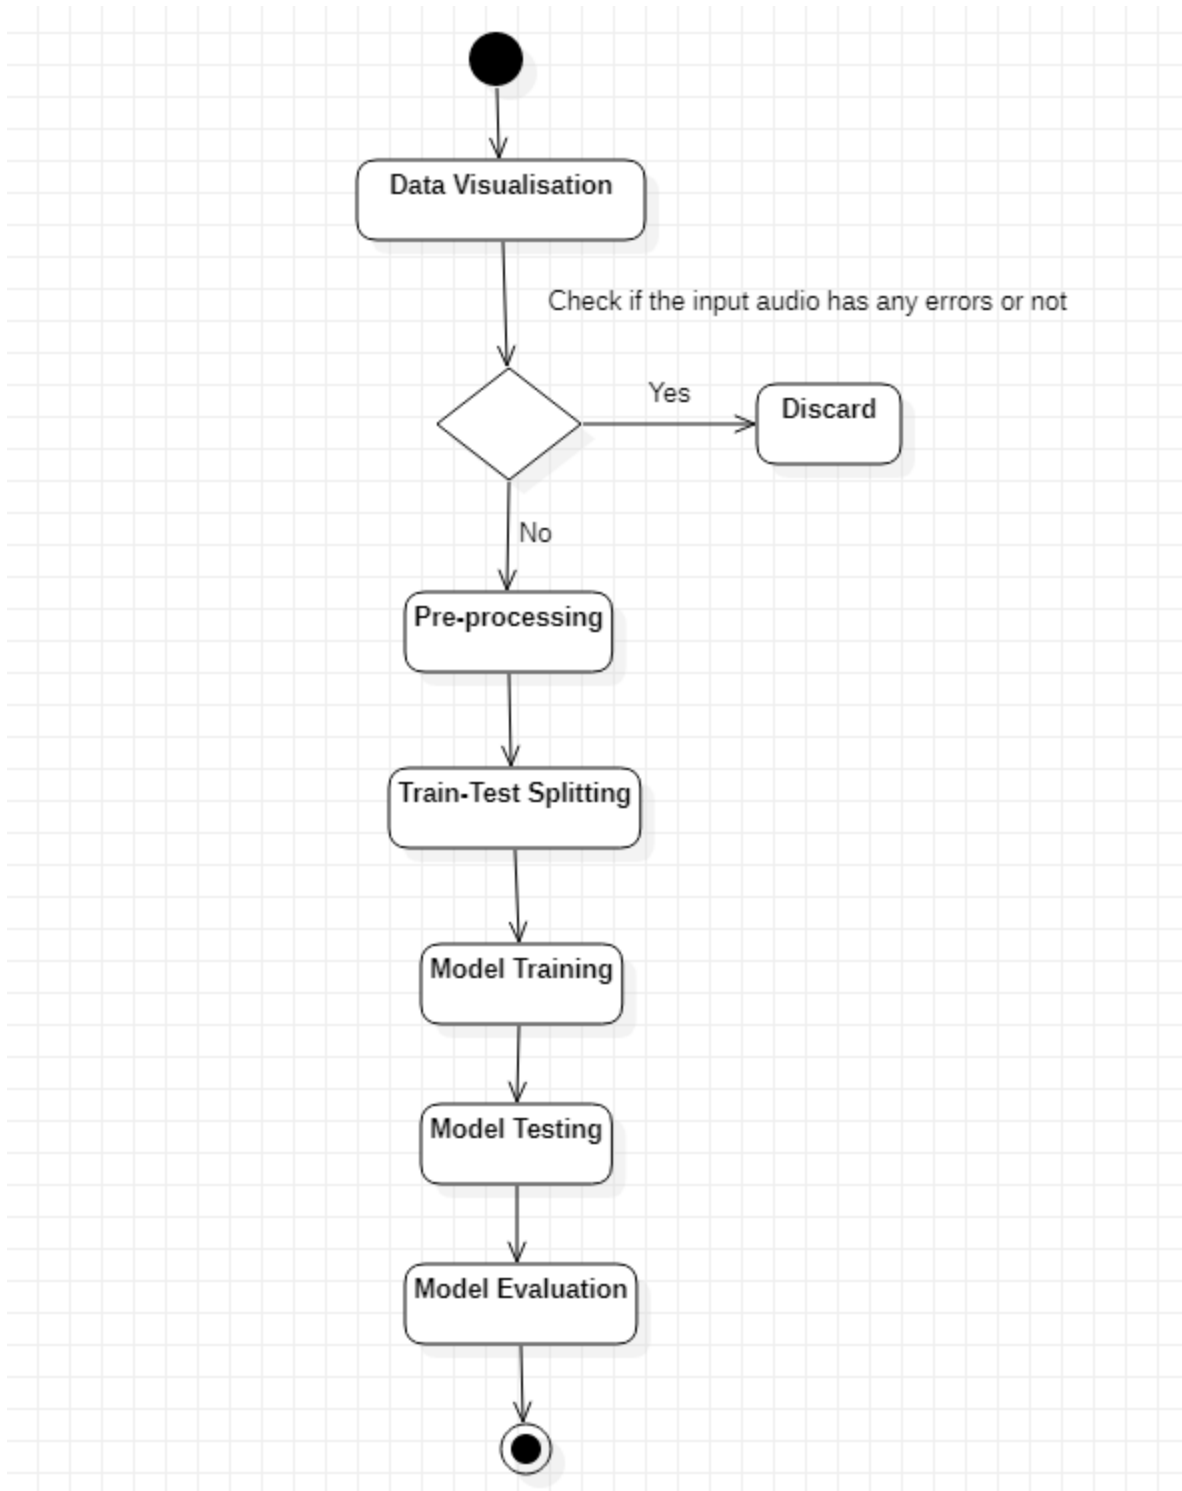 Data Visualisation
Check if the input audio has any errors or not
Yes
Discard
No
Pre-processing
Train-Test Splitting
Model Training
Model Testing
Model Evaluation